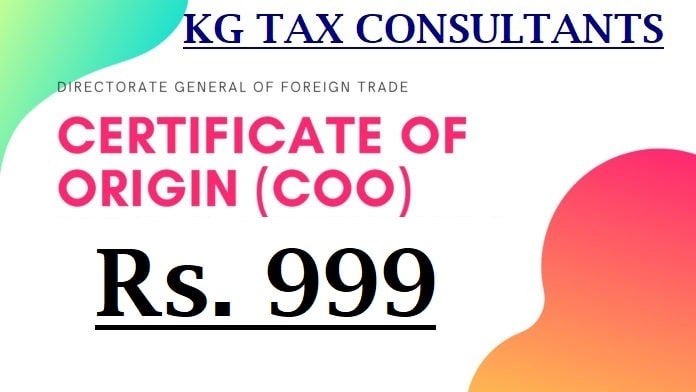 KG TAX CONSULTANTS
DIRECTORATE GENERAL OF FOREIGN TRADE
CERTIFICATE OF
ORIGIN (COO)
Rs. 999